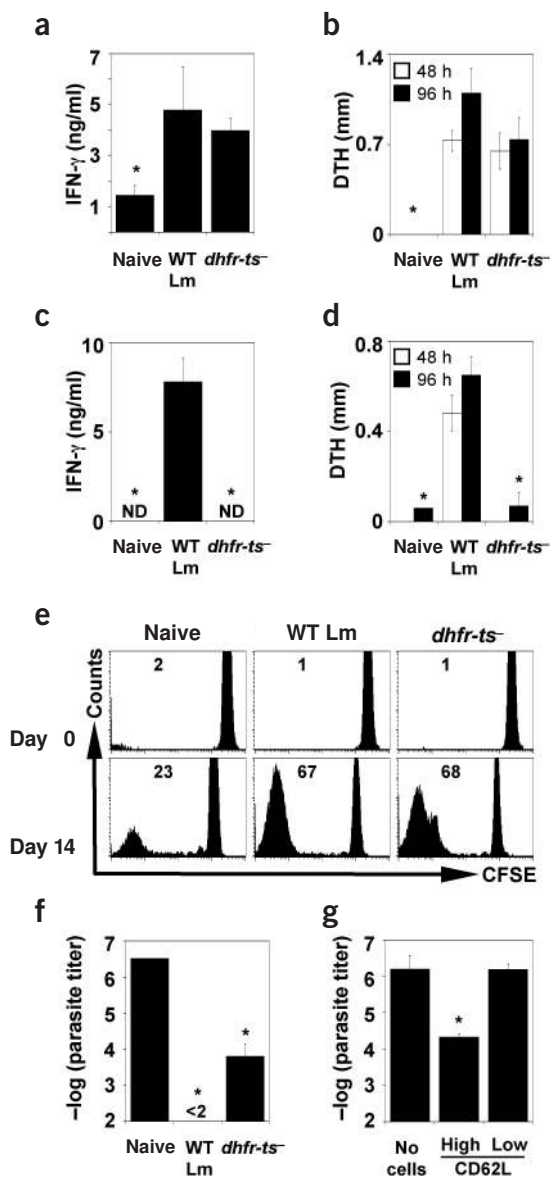 a
IFN-γ (ng/ml)
7
5
3
1
*
Naive WT dhfr-ts–
Lm
b
DTH (mm)
1.4
0.7
0
48 h
96 h
*
Naive WT dhfr-ts–
Lm
c
IFN-γ (ng/ml)
10
5
0
* *
ND ND
Naive WT dhfr-ts–
Lm
d
DTH (mm)
0.8
0.4
0
48 h
96 h
* *
Naive WT dhfr-ts–
Lm
e
Naive WT Lm dhfr-ts–
Counts
Day 0
2 1 1
Day 14
23 67 68
CFSE
f
–log (parasite titer)
7
6
5
4
3
2
*
<2
*
Naive WT dhfr-ts–
Lm
g
–log (parasite titer)
7
6
5
4
3
2
*
No High Low
cells CD62L